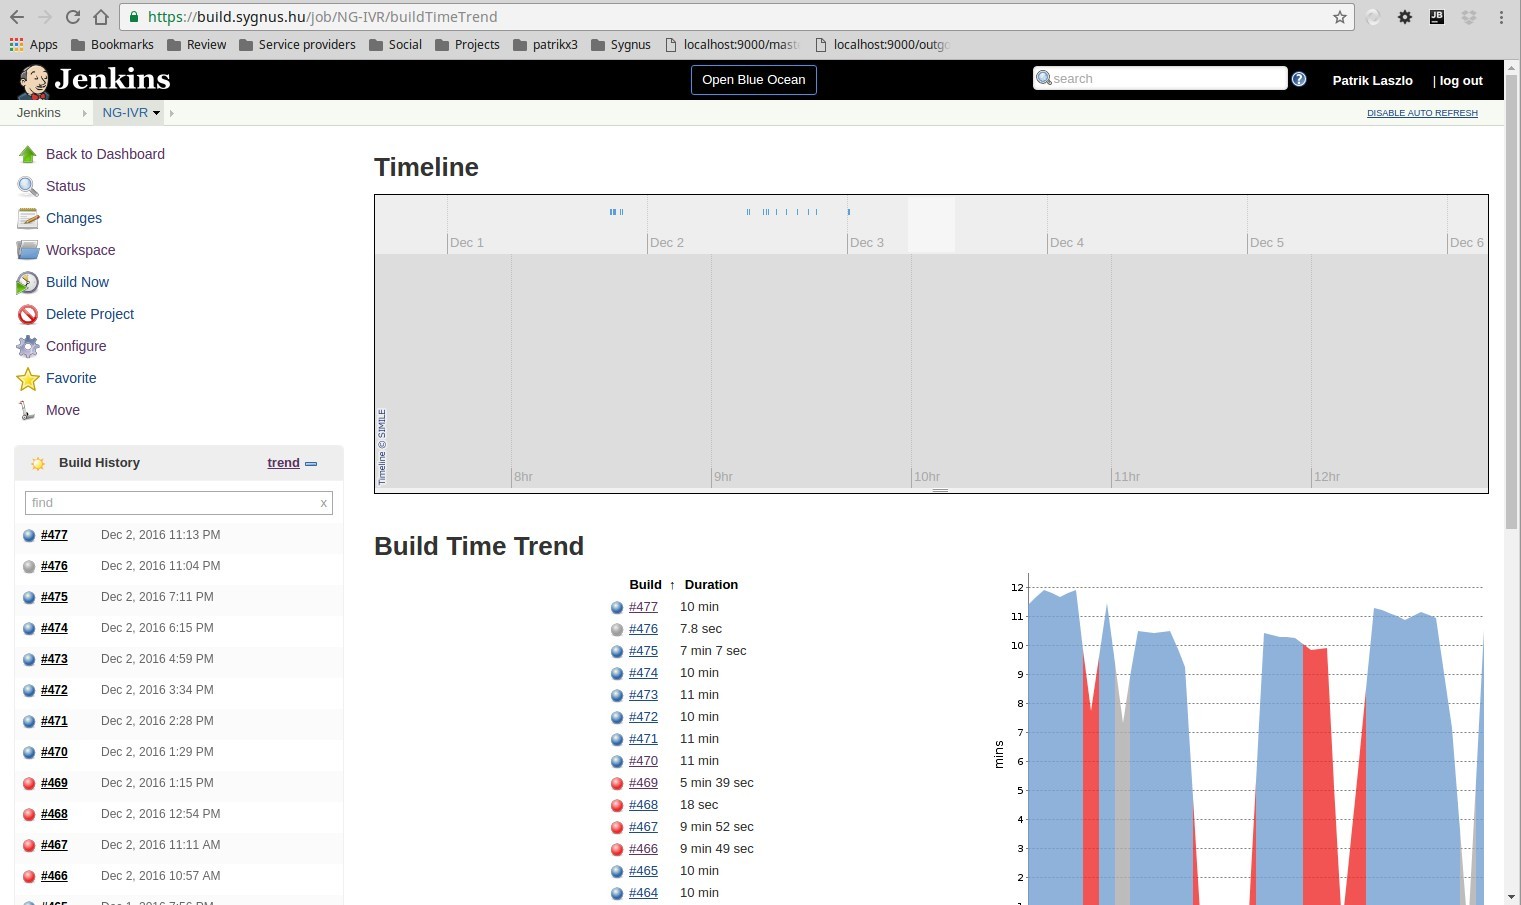 https://build.sygnus.hu/job/NG-IVR/buildTimeTrend
Apps Bookmarks Review Service providers Social Projects patrikx3 Sygnus localhost:9000/mast localhost:9000/outgo
Jenkins Open Blue Ocean search ? Patrik Laszlo | log out
Jenkins NG-IVR DISABLE AUTO REFRESH
Back to Dashboard
Status
Changes
Workspace
Build Now
Delete Project
Configure
Favorite
Move
Build History trend
find x
#477 Dec 2, 2016 11:13 PM
#476 Dec 2, 2016 11:04 PM
#475 Dec 2, 2016 7:11 PM
#474 Dec 2, 2016 6:15 PM
#473 Dec 2, 2016 4:59 PM
#472 Dec 2, 2016 3:34 PM
#471 Dec 2, 2016 2:28 PM
#470 Dec 2, 2016 1:29 PM
#469 Dec 2, 2016 1:15 PM
#468 Dec 2, 2016 12:54 PM
#467 Dec 2, 2016 11:11 AM
#466 Dec 2, 2016 10:57 AM
#465 Dec 1, 2016 7:56 PM
Timeline
Dec 1 Dec 2 Dec 3 Dec 4 Dec 5 Dec 6
Timeline © SIMILE
8hr 9hr 10hr 11hr 12hr
Build Time Trend
Build ↑ Duration
#477 10 min
#476 7.8 sec
#475 7 min 7 sec
#474 10 min
#473 11 min
#472 10 min
#471 11 min
#470 11 min
#469 5 min 39 sec
#468 18 sec
#467 9 min 52 sec
#466 9 min 49 sec
#465 10 min
#464 10 min
mins
12
11
10
9
8
7
6
5
4
3
2
1